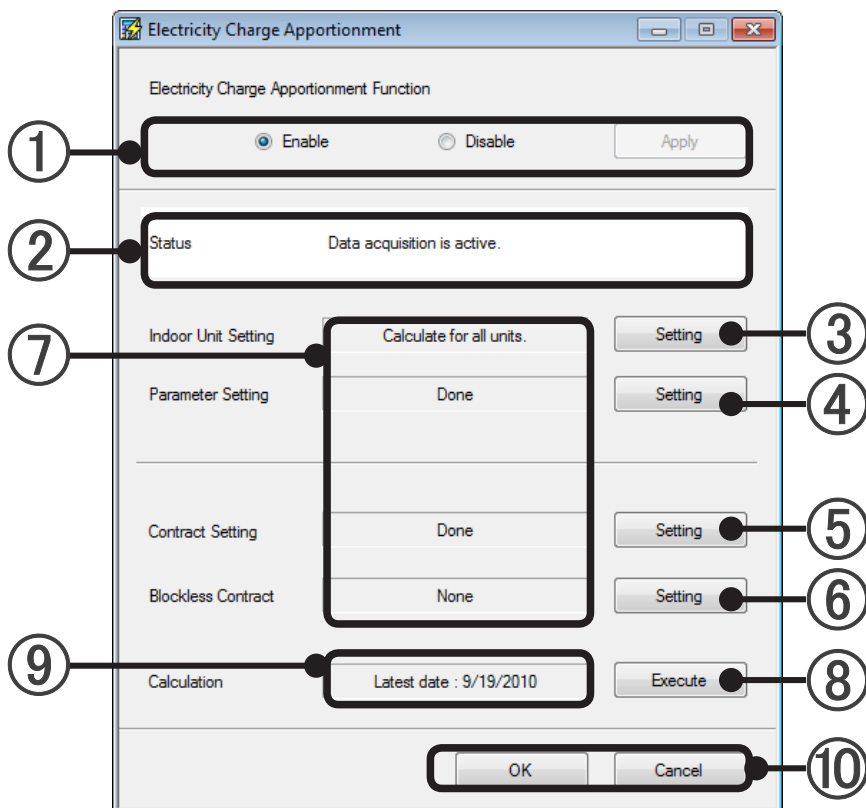 Electricity Charge Apportionment
Electricity Charge Apportionment Function
① Enable Disable Apply
② Status Data acquisition is active.
⑦ Indoor Unit Setting Calculate for all units. Setting ③
Parameter Setting Done Setting ④
Contract Setting Done Setting ⑤
Blockless Contract None Setting ⑥
⑨ Calculation Latest date : 9/19/2010 Execute ⑧
OK Cancel ⑩